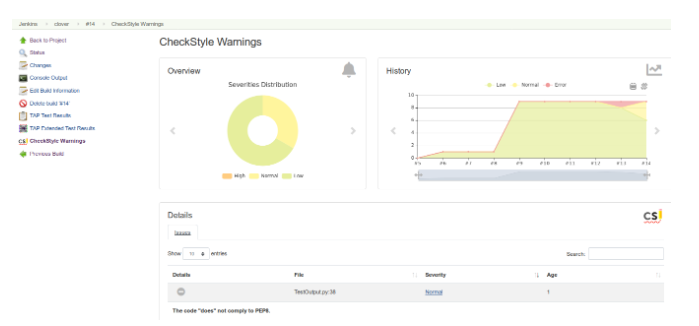 Jenkins › clover › #14 › CheckStyle Warnings
Back to Project
Status
Changes
Console Output
Edit Build Information
Delete build '#14'
TAP Test Results
TAP Extended Test Results
CheckStyle Warnings
Previous Build
CheckStyle Warnings
Overview
Severities Distribution
High Normal Low
History
Low Normal Error
10
8
6
4
2
0
#5 #6 #7 #8 #9 #10 #11 #12 #13 #14
Details
CS!
Issues
Show 10 entries
Search:
Details File Severity Age
TestOutput.py:38 Normal 1
The code "does" not comply to PEP8.